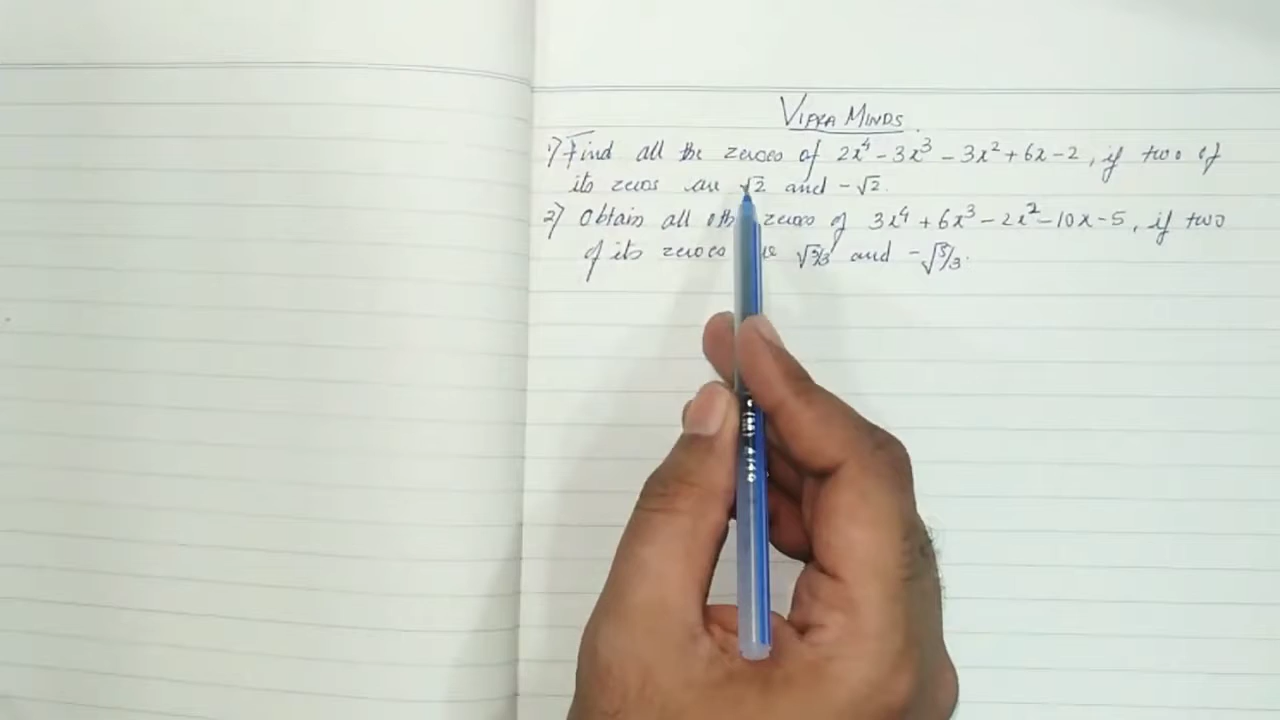 VIPRA MINDS.
1) Find all the zeroes of 2x⁴ - 3x³ - 3x² + 6x - 2, if two of
its zeros are √2 and -√2.
2) Obtain all oth zeros of 3x⁴ + 6x³ - 2x² - 10x - 5, if two
of its zeroes √5/3 and -√5/3.